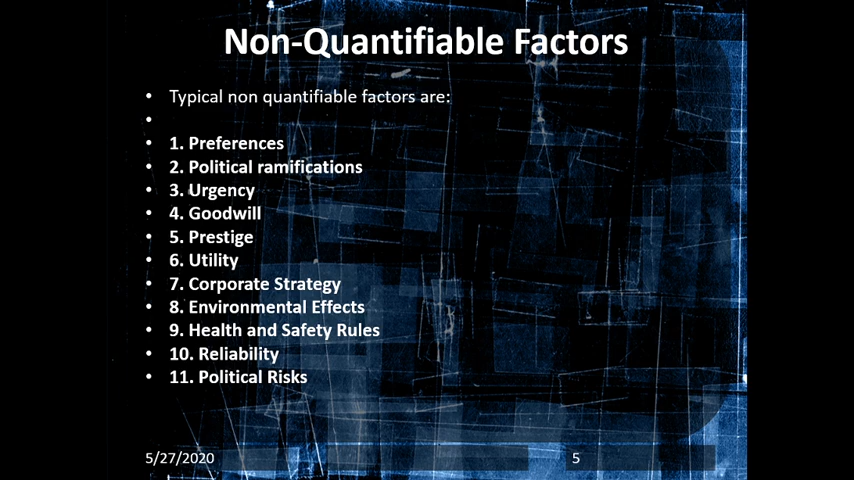 Non-Quantifiable Factors
• Typical non quantifiable factors are:
•
• 1. Preferences
• 2. Political ramifications
• 3. Urgency
• 4. Goodwill
• 5. Prestige
• 6. Utility
• 7. Corporate Strategy
• 8. Environmental Effects
• 9. Health and Safety Rules
• 10. Reliability
• 11. Political Risks
5/27/2020
5